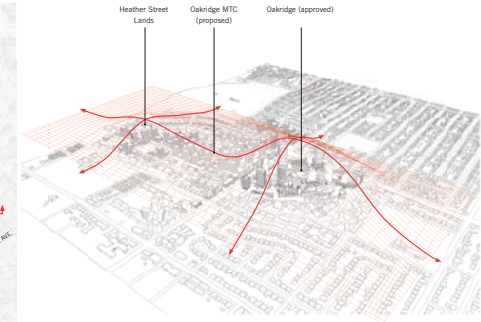 Heather Street
Lands
Oakridge MTC
(proposed)
Oakridge (approved)
AVE.